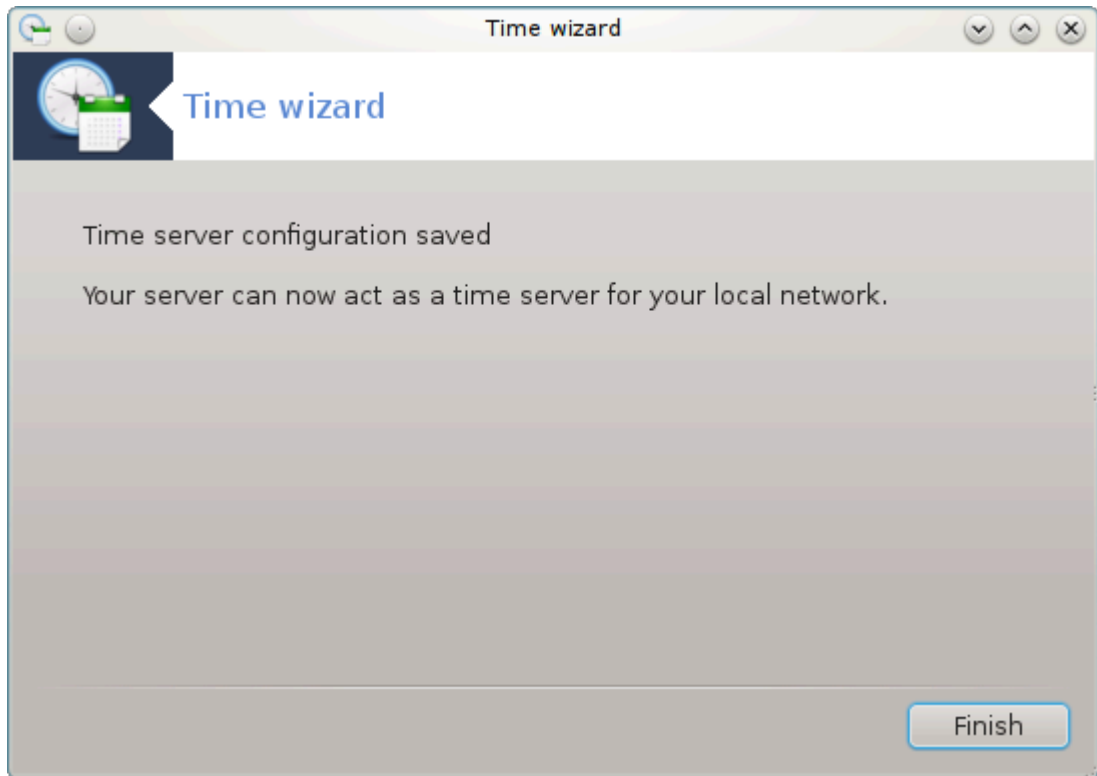 Time wizard
Time wizard
Time server configuration saved
Your server can now act as a time server for your local network.
Finish